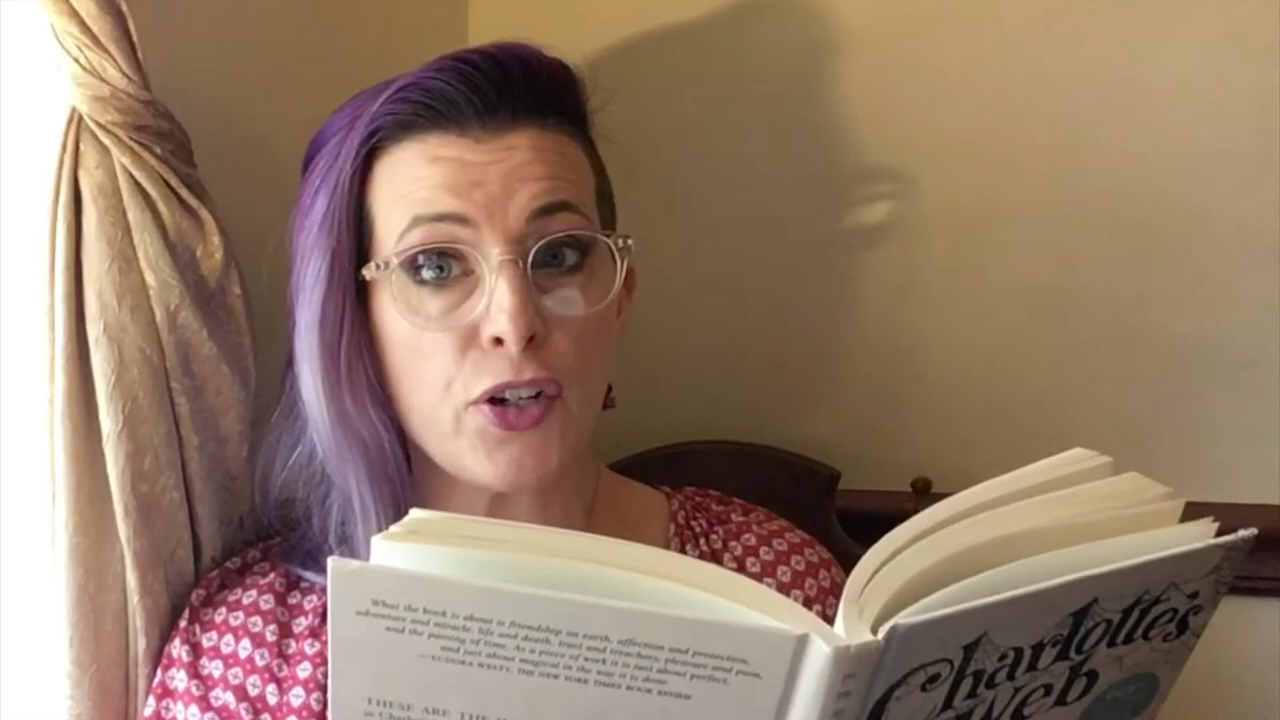 What the book is about is friendship on earth, affection and protection,
adventure and miracle, life and death, trust and treachery, pleasure and pain,
and the passing of time. As a piece of work it is just about perfect,
and just about magical in the way it is done.
—EUDORA WELTY, THE NEW YORK TIMES BOOK REVIEW
THESE ARE THE
in Charlo
Charlotte's
Web